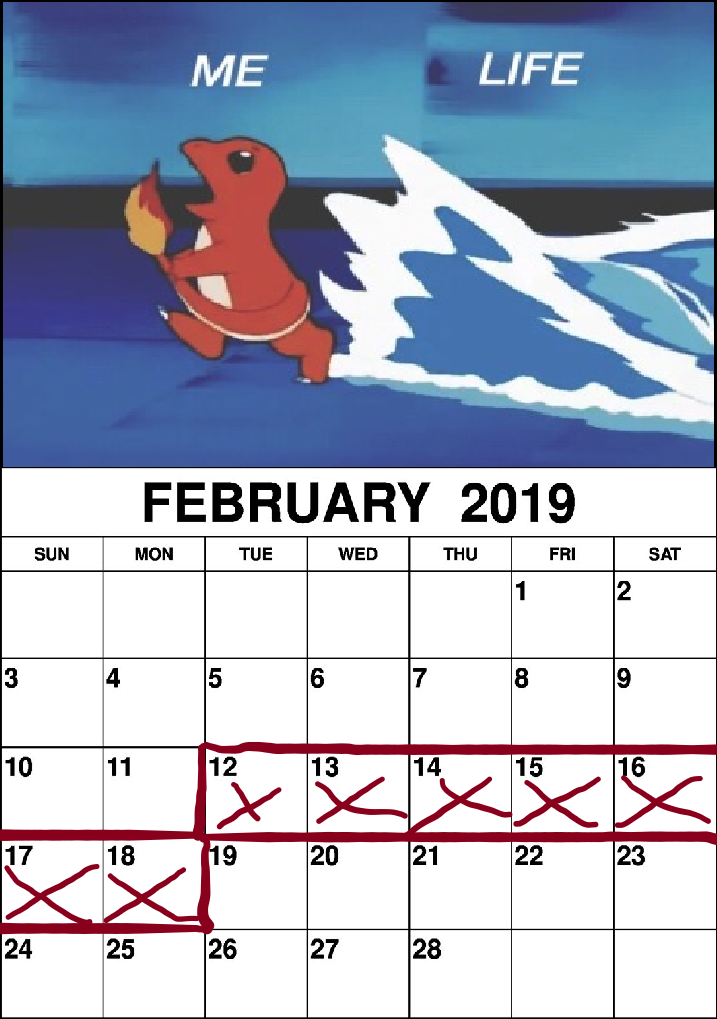 ME LIFE
FEBRUARY 2019
SUN MON TUE WED THU FRI SAT
1 2
3 4 5 6 7 8 9
10 11 12 13 14 15 16
17 18 19 20 21 22 23
24 25 26 27 28